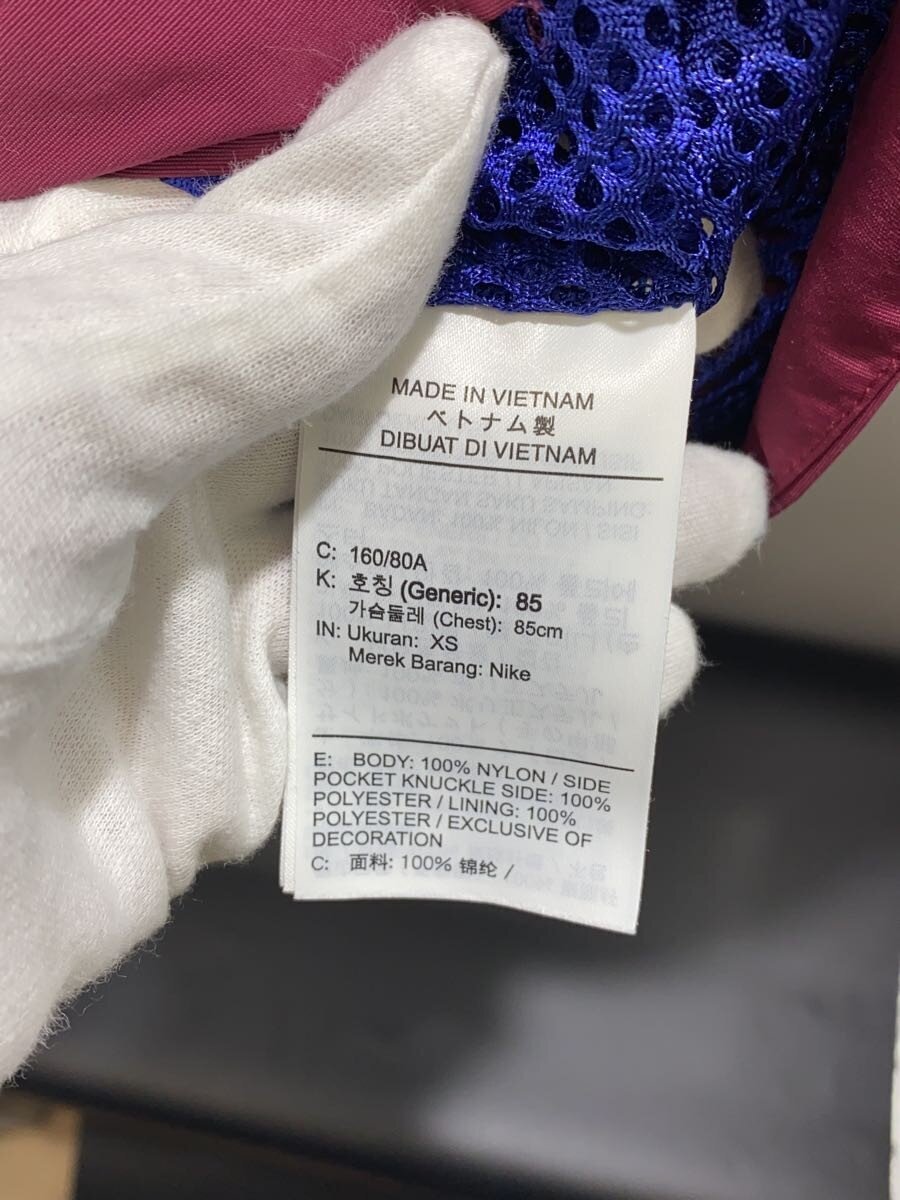 MADE IN VIETNAM
ベトナム製
DIBUAT DI VIETNAM
C: 160/80A
K: 호칭 (Generic): 85
가슴둘레 (Chest): 85cm
IN: Ukuran: XS
Merek Barang: Nike
E: BODY: 100% NYLON / SIDE
POCKET KNUCKLE SIDE: 100%
POLYESTER / LINING: 100%
POLYESTER / EXCLUSIVE OF
DECORATION
C: 面料: 100% 锦纶 /